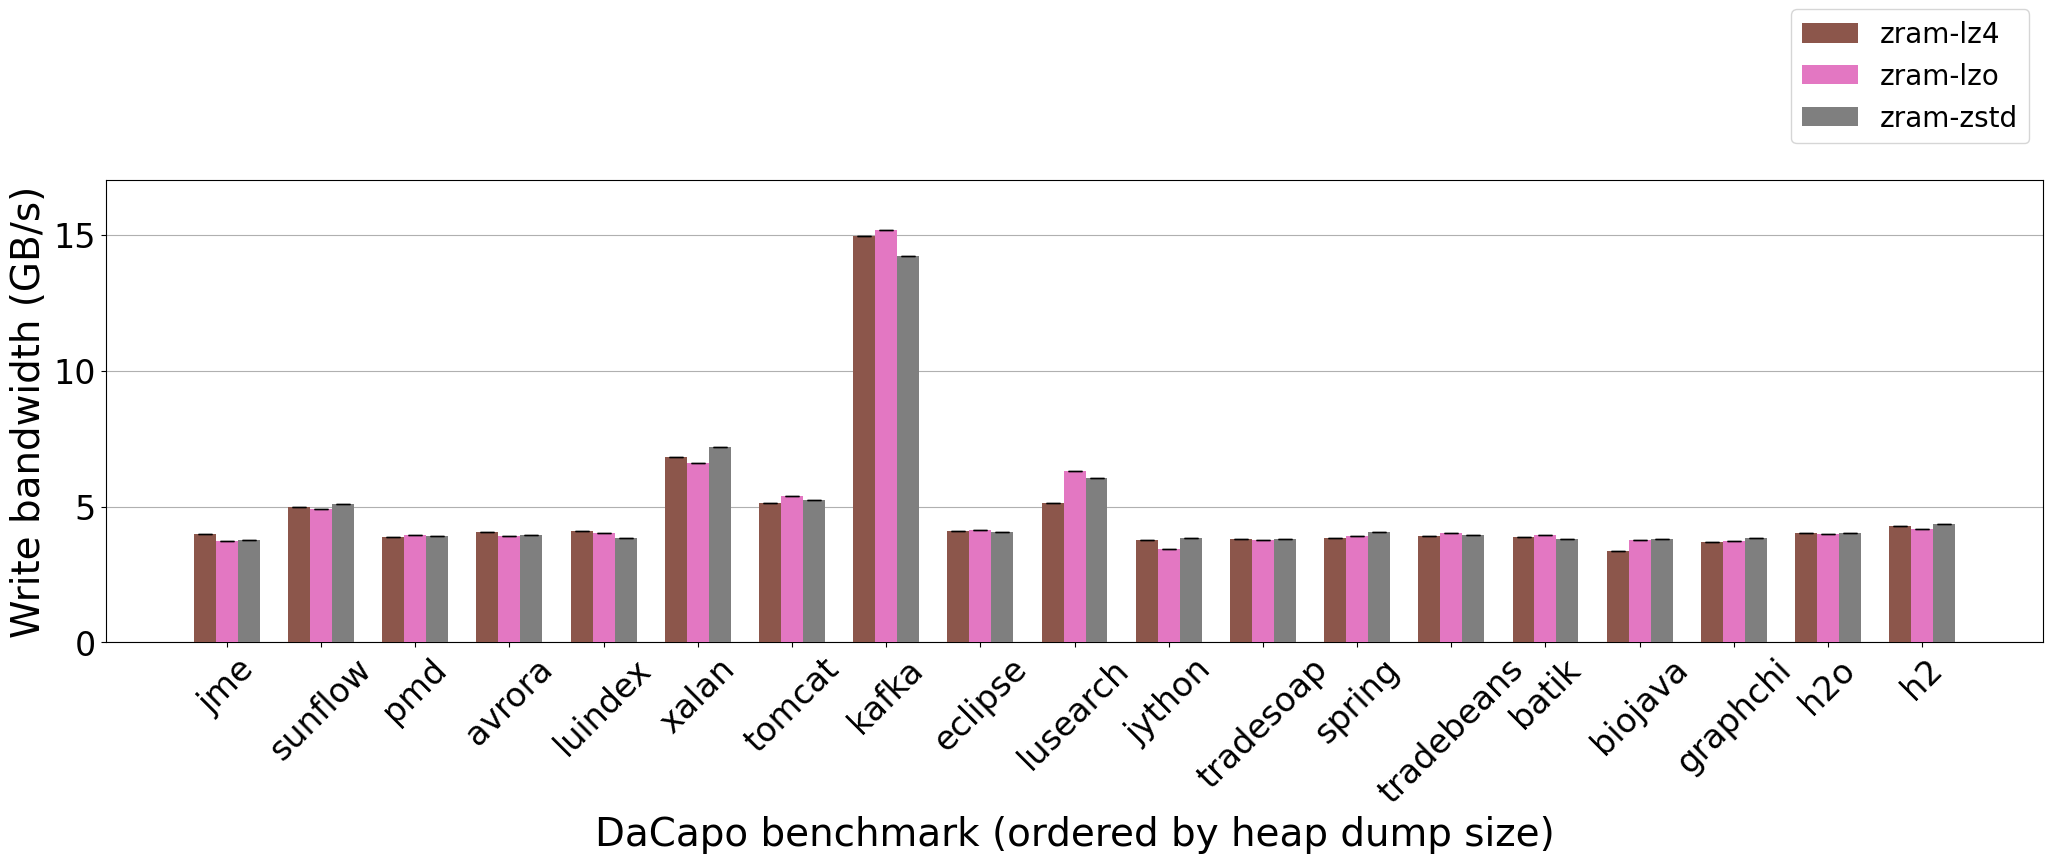 zram-lz4
zram-lzo
zram-zstd
Write bandwidth (GB/s)
15
10
5
0
jme
sunflow
pmd
avrora
luindex
xalan
tomcat
kafka
eclipse
lusearch
jython
tradesoap
spring
tradebeans
batik
biojava
graphchi
h2o
h2
DaCapo benchmark (ordered by heap dump size)